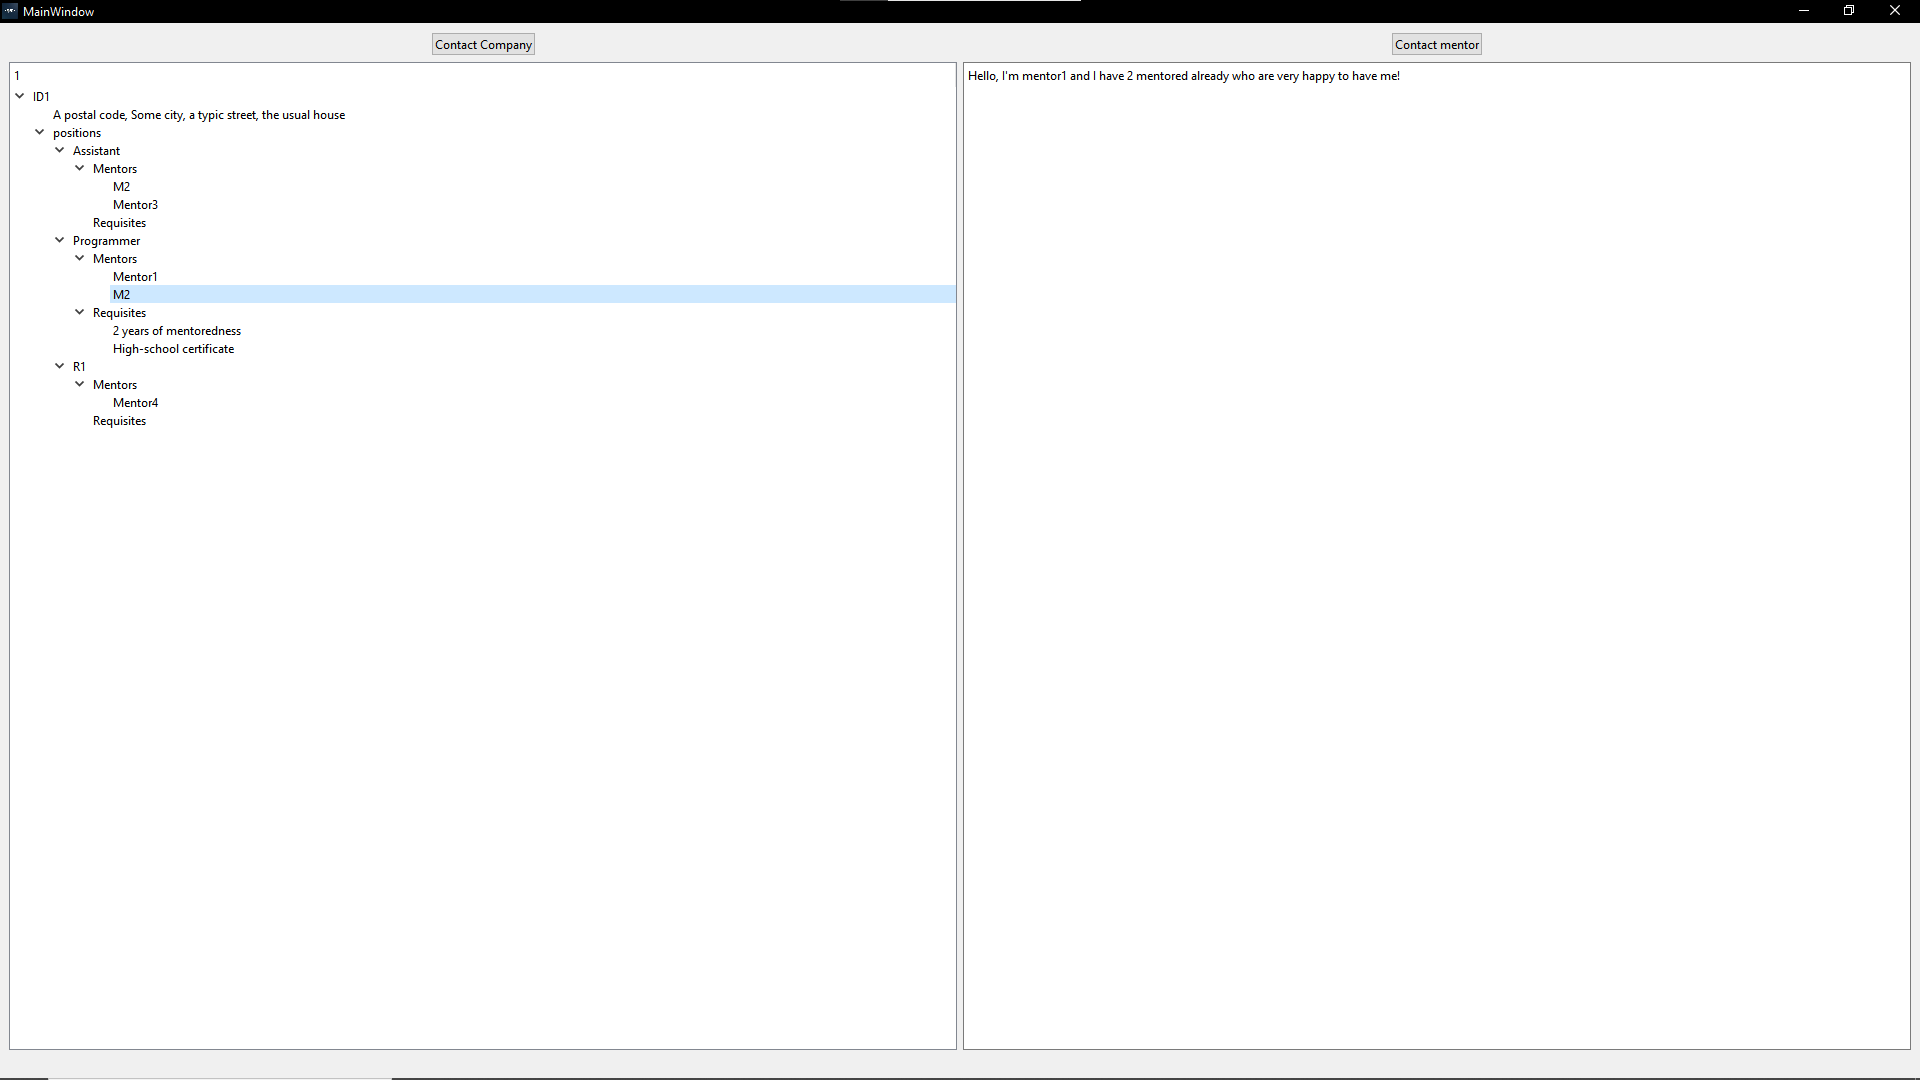 MainWindow
Contact Company
Contact mentor
1
ID1
A postal code, Some city, a typic street, the usual house
positions
Assistant
Mentors
M2
Mentor3
Requisites
Programmer
Mentors
Mentor1
M2
Requisites
2 years of mentoredness
High-school certificate
R1
Mentors
Mentor4
Requisites
Hello, I'm mentor1 and I have 2 mentored already who are very happy to have me!